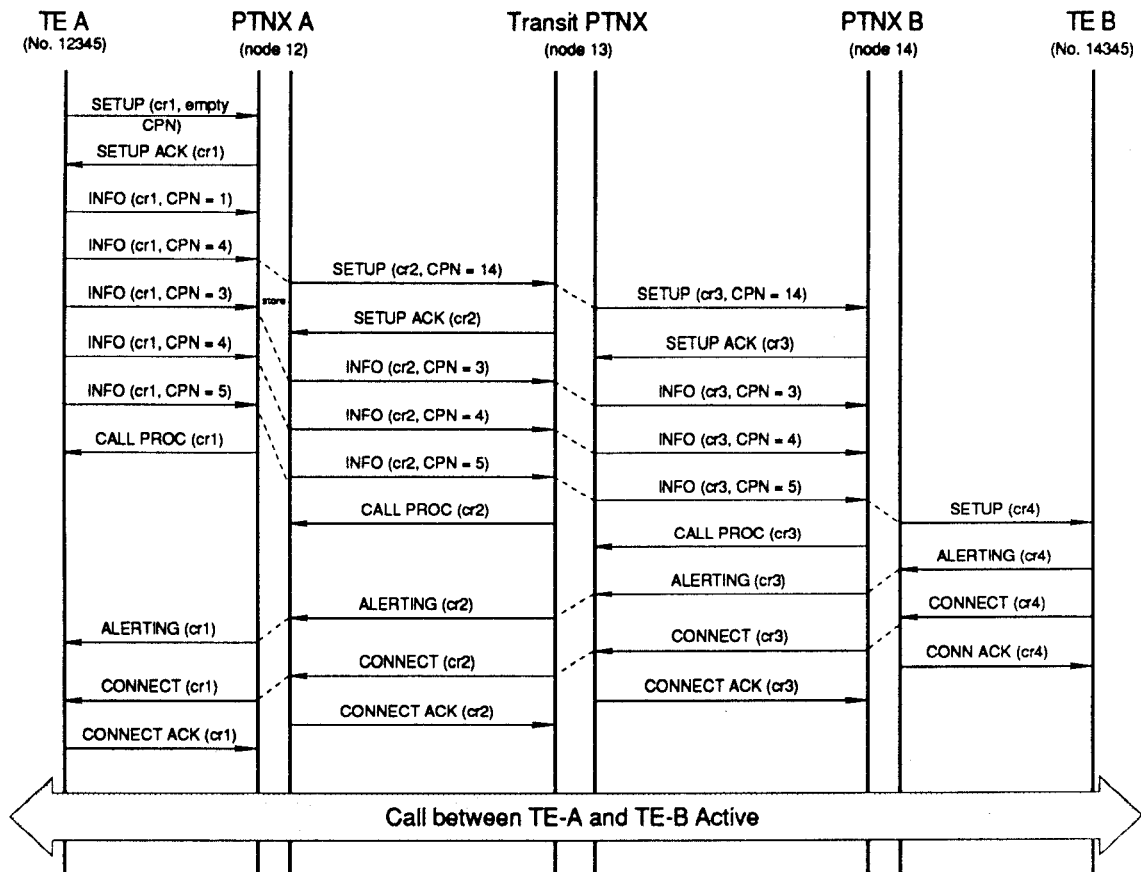 TE A
(No. 12345)
PTNX A
(node 12)
Transit PTNX
(node 13)
PTNX B
(node 14)
TE B
(No. 14345)
SETUP (cr1, empty
CPN)
SETUP ACK (cr1)
INFO (cr1, CPN = 1)
INFO (cr1, CPN = 4)
SETUP (cr2, CPN = 14)
INFO (cr1, CPN = 3)
store
SETUP (cr3, CPN = 14)
SETUP ACK (cr2)
INFO (cr1, CPN = 4)
SETUP ACK (cr3)
INFO (cr2, CPN = 3)
INFO (cr1, CPN = 5)
INFO (cr3, CPN = 3)
INFO (cr2, CPN = 4)
CALL PROC (cr1)
INFO (cr3, CPN = 4)
INFO (cr2, CPN = 5)
INFO (cr3, CPN = 5)
CALL PROC (cr2)
SETUP (cr4)
CALL PROC (cr3)
ALERTING (cr4)
ALERTING (cr3)
ALERTING (cr2)
CONNECT (cr4)
ALERTING (cr1)
CONNECT (cr3)
CONNECT (cr2)
CONN ACK (cr4)
CONNECT (cr1)
CONNECT ACK (cr3)
CONNECT ACK (cr2)
CONNECT ACK (cr1)
Call between TE-A and TE-B Active